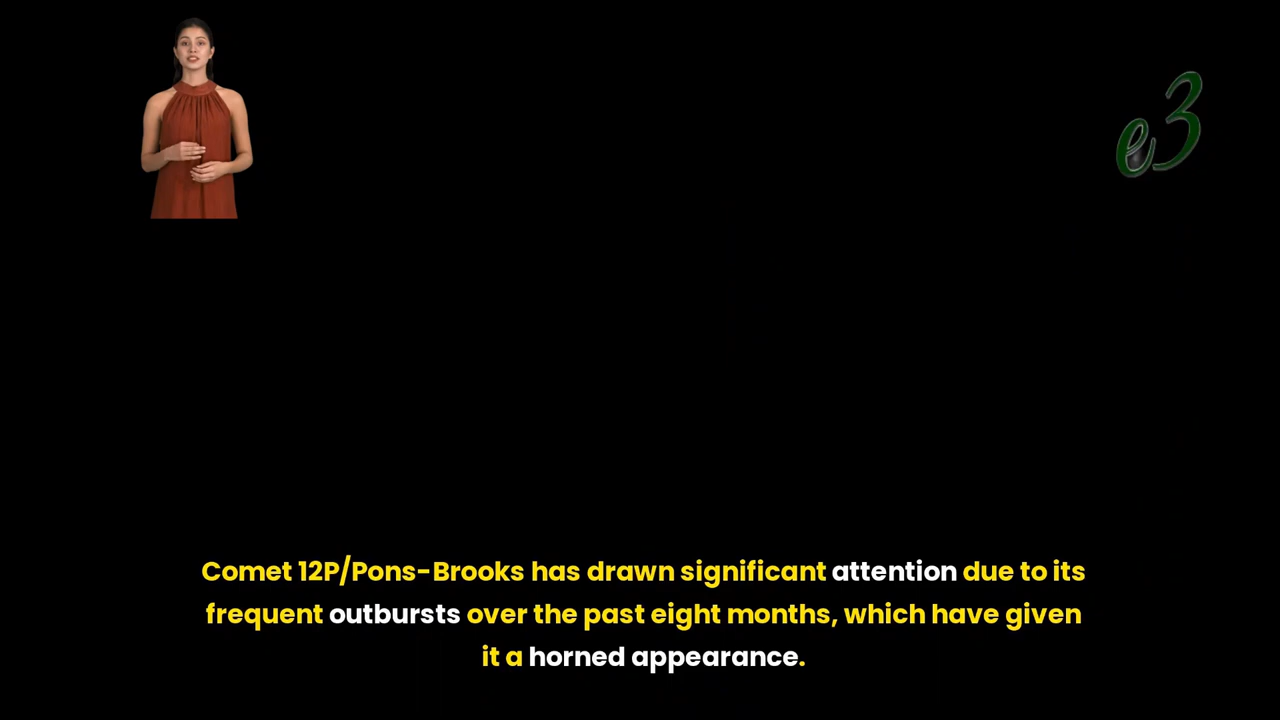 e3
Comet 12P/Pons-Brooks has drawn significant attention due to its
frequent outbursts over the past eight months, which have given
it a horned appearance.